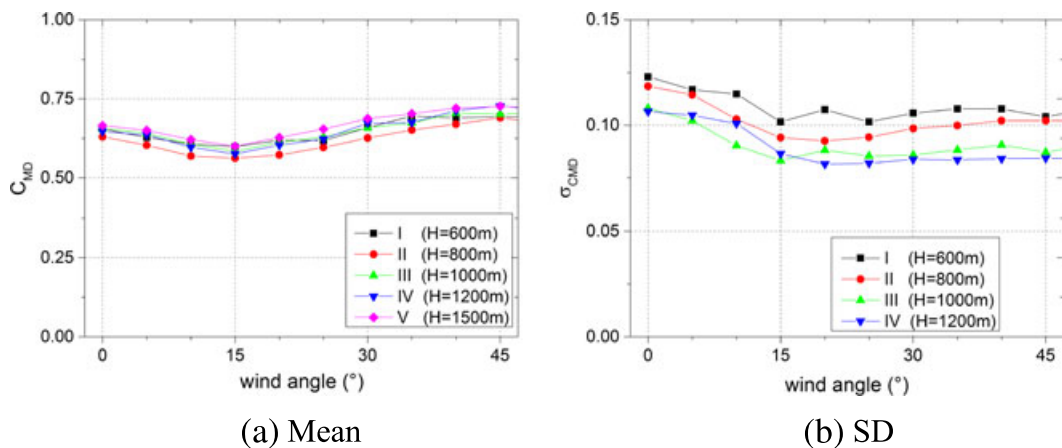 1.00
0.75
0.50
0.25
0.00
C_MD
I (H=600m)
II (H=800m)
III (H=1000m)
IV (H=1200m)
V (H=1500m)
0 15 30 45
wind angle (°)
(a) Mean
0.15
0.10
0.05
0.00
σ_CMD
I (H=600m)
II (H=800m)
III (H=1000m)
IV (H=1200m)
0 15 30 45
wind angle (°)
(b) SD